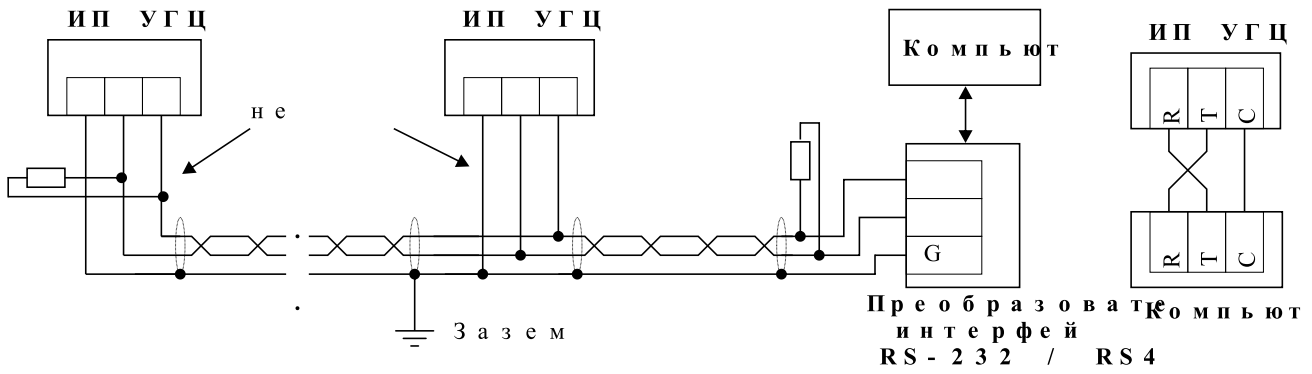 ИП УГЦ
ИП УГЦ
Компьют
ИП УГЦ
не
R T C
G
R T C
Зазем
Преобразовате
интерфей
RS-232 / RS4
Компьют